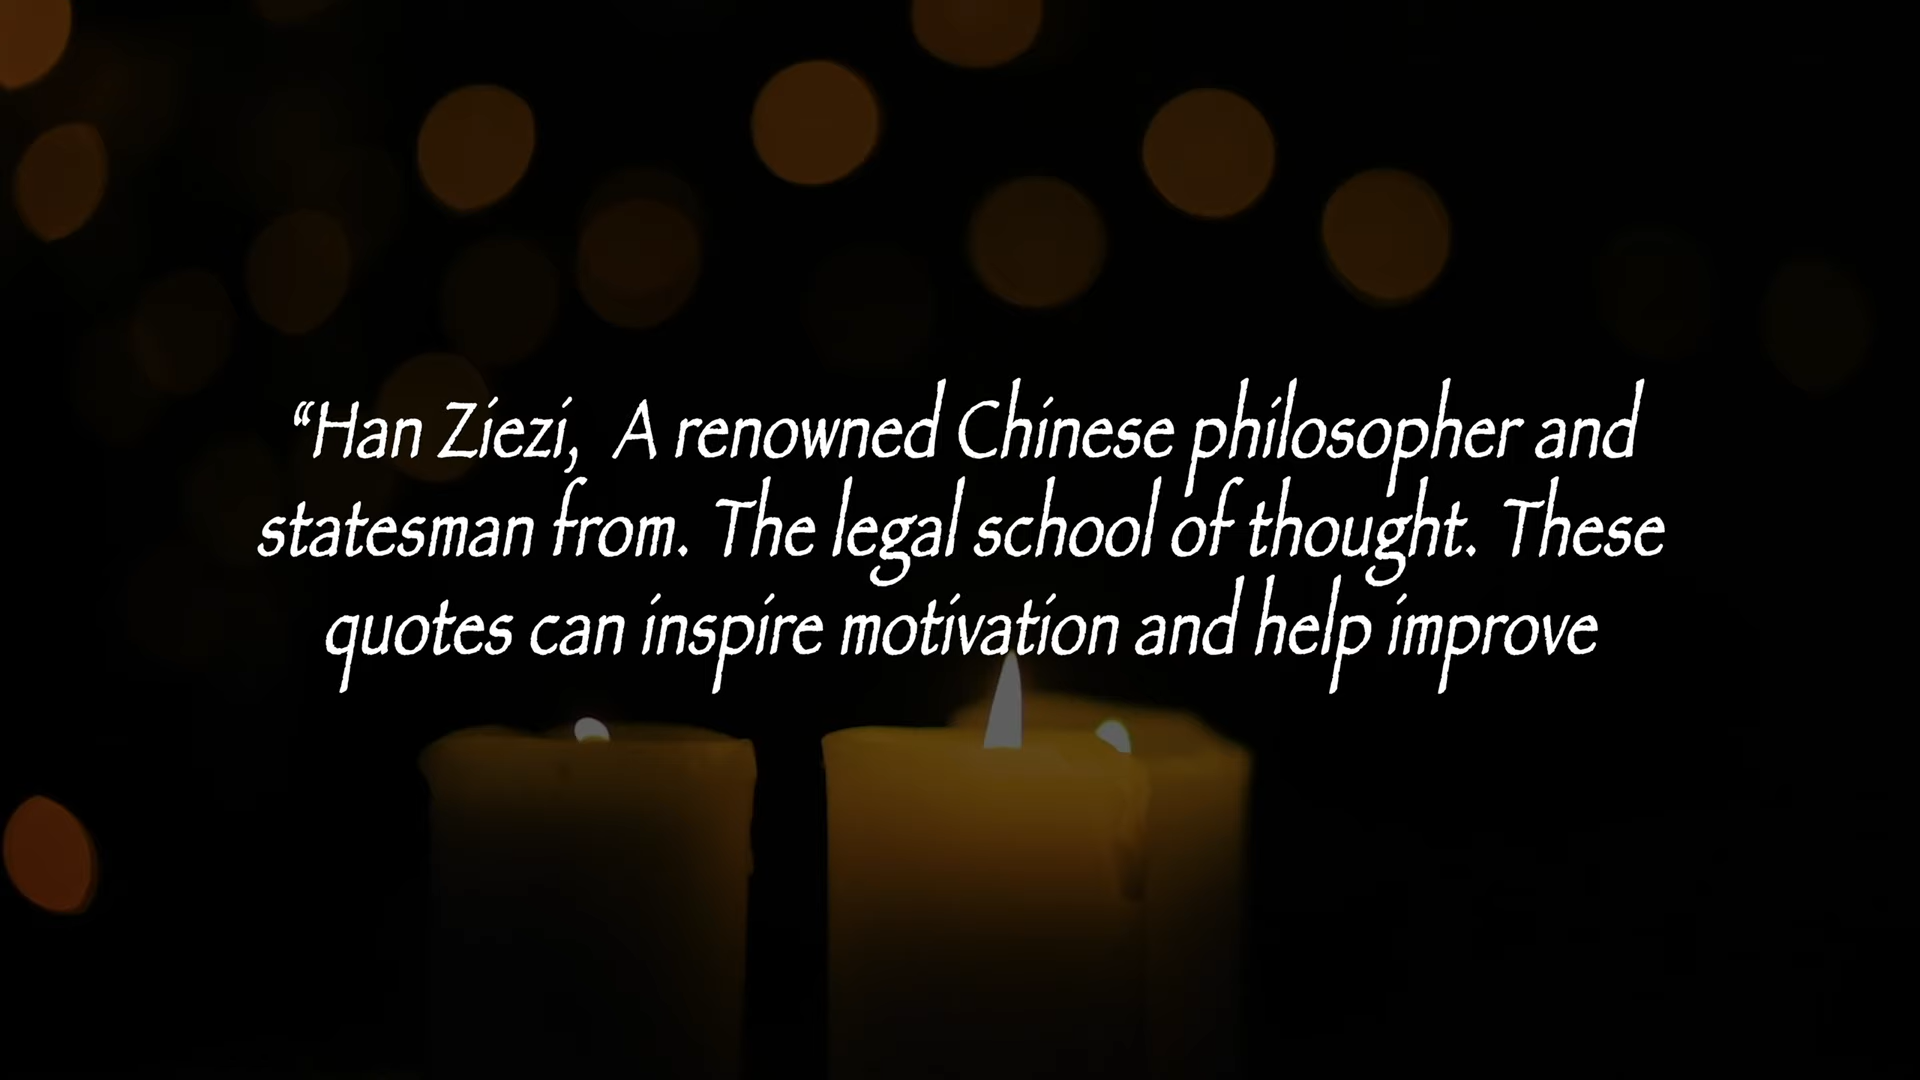 “Han Ziezi, A renowned Chinese philosopher and
statesman from. The legal school of thought. These
quotes can inspire motivation and help improve